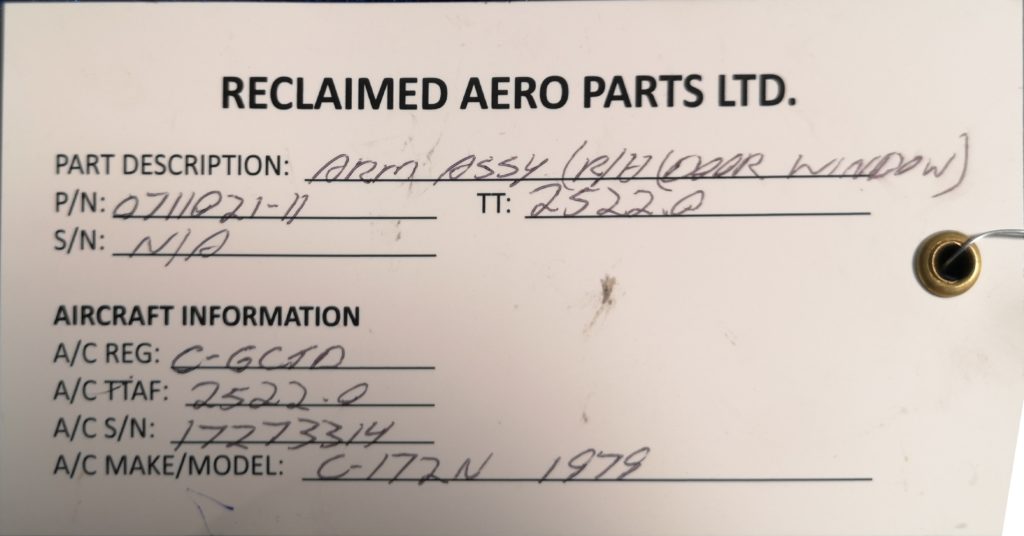 RECLAIMED AERO PARTS LTD.
PART DESCRIPTION: ARM ASSY (R/H (DOOR WINDOW)
P/N: 0711021-11 TT: 2522.0
S/N: N/A
AIRCRAFT INFORMATION
A/C REG: C-GCJD
A/C TTAF: 2522.0
A/C S/N: 17273314
A/C MAKE/MODEL: C-172N 1979